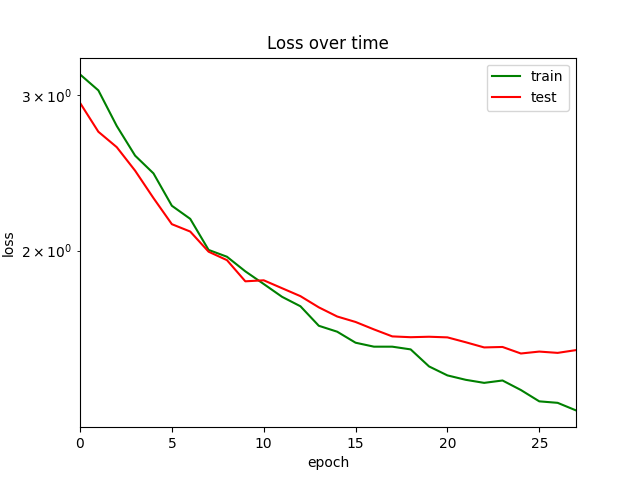 Loss over time
3 × 10⁰
2 × 10⁰
loss
train
test
0 5 10 15 20 25
epoch